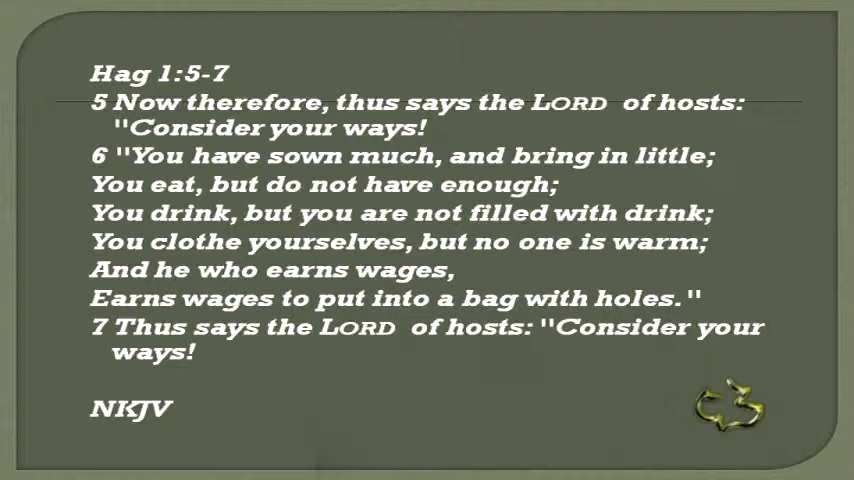 Hag 1:5-7
5 Now therefore, thus says the LORD of hosts:
"Consider your ways!
6 "You have sown much, and bring in little;
You eat, but do not have enough;
You drink, but you are not filled with drink;
You clothe yourselves, but no one is warm;
And he who earns wages,
Earns wages to put into a bag with holes."
7 Thus says the LORD of hosts: "Consider your
ways!
NKJV
C3